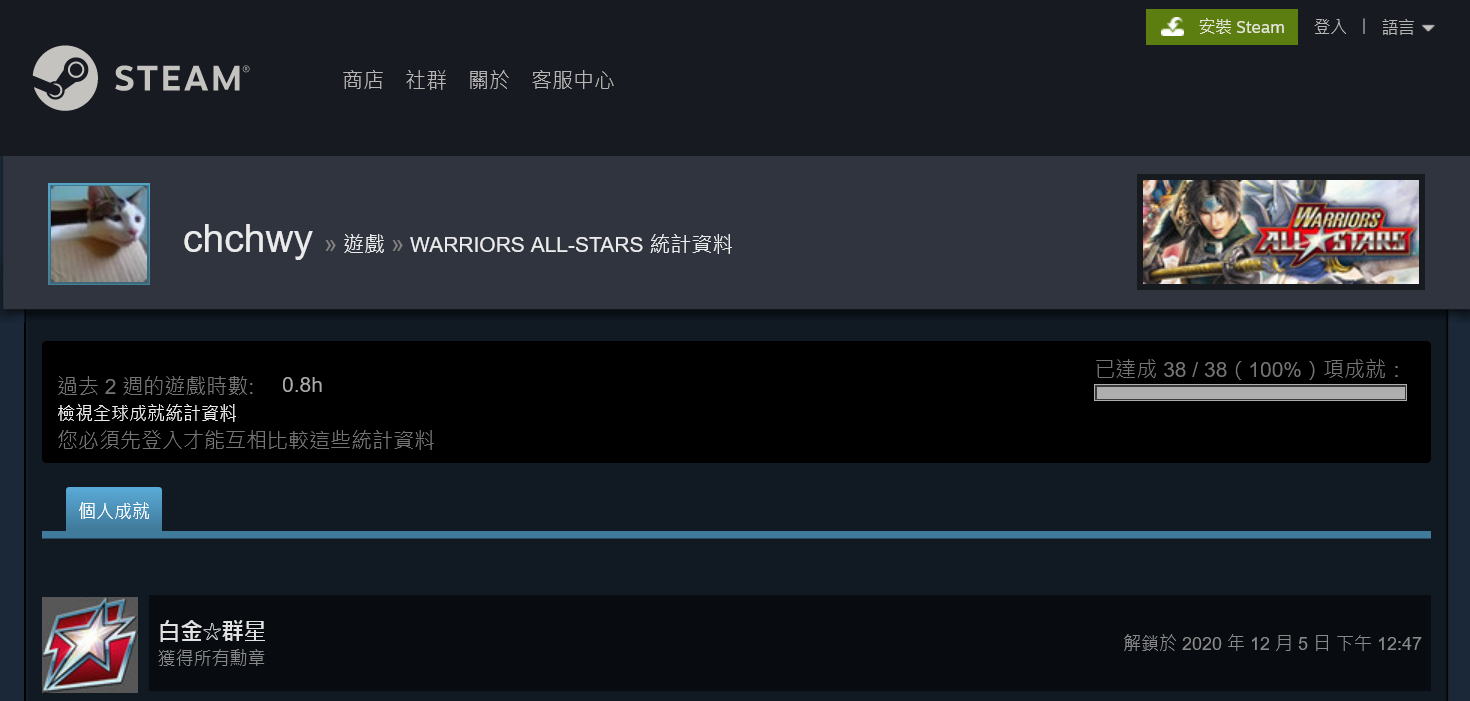 安裝 Steam 登入 | 語言
STEAM®
商店 社群 關於 客服中心
chchwy » 遊戲 » WARRIORS ALL-STARS 統計資料
WARRIORS
ALL★STARS
過去 2 週的遊戲時數: 0.8h
已達成 38 / 38（100%）項成就：
檢視全球成就統計資料
您必須先登入才能互相比較這些統計資料
個人成就
白金☆群星
獲得所有勳章
解鎖於 2020 年 12 月 5 日 下午 12:47